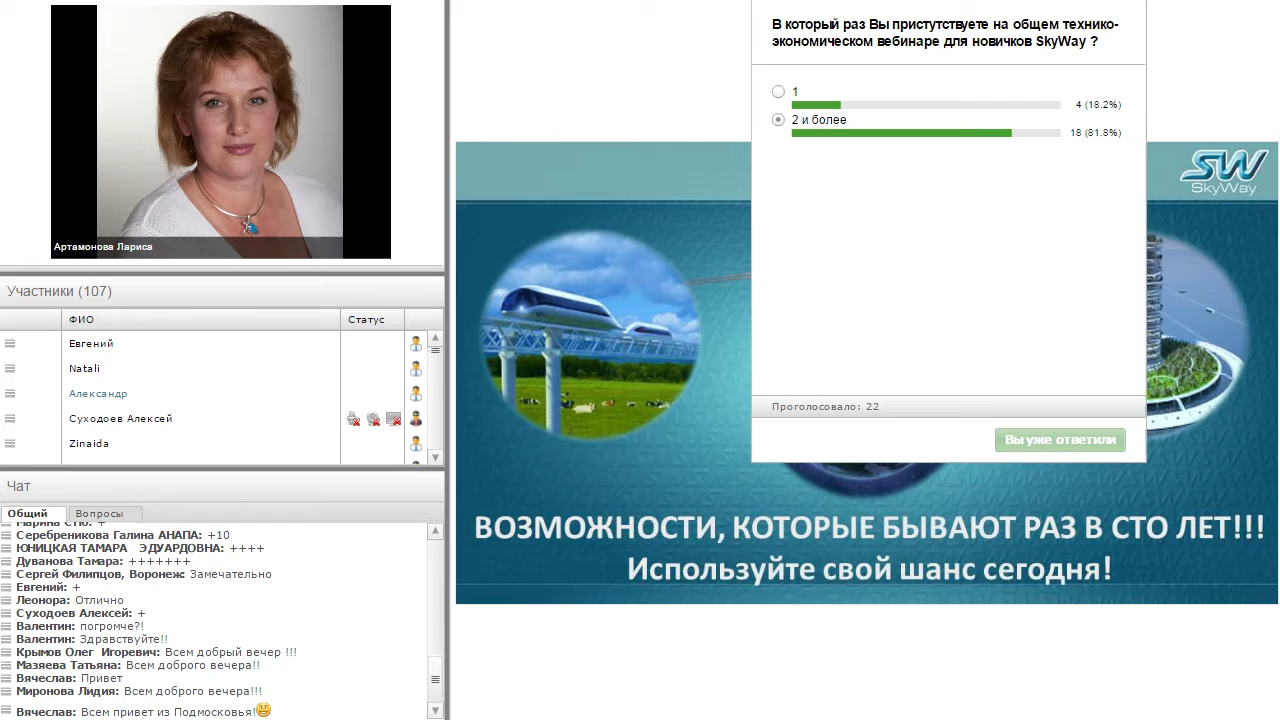 Артамонова Лариса
Участники (107)
ФИО Статус
Евгений
Natali
Александр
Суходоев Алексей
Zinaida
Чат
Общий Вопросы
Марина Стю: +
Серебреникова Галина АНАПА: +10
ЮНИЦКАЯ ТАМАРА ЭДУАРДОВНА: ++++
Дуванова Тамара: +++++++
Сергей Филипцов, Воронеж: Замечательно
Евгений: +
Леонора: Отлично
Суходоев Алексей: +
Валентин: погромче?!
Валентин: Здравствуйте!!
Крымов Олег Игоревич: Всем добрый вечер !!!
Мазяева Татьяна: Всем доброго вечера!!
Вячеслав: Привет
Миронова Лидия: Всем доброго вечера!!!
Вячеслав: Всем привет из Подмосковья!
В который раз Вы пристутствуете на общем технико-
экономическом вебинаре для новичков SkyWay ?
1
4 (18.2%)
2 и более
18 (81.8%)
Проголосовало: 22
Вы уже ответили
SW
SkyWay
ВОЗМОЖНОСТИ, КОТОРЫЕ БЫВАЮТ РАЗ В СТО ЛЕТ!!!
Используйте свой шанс сегодня!